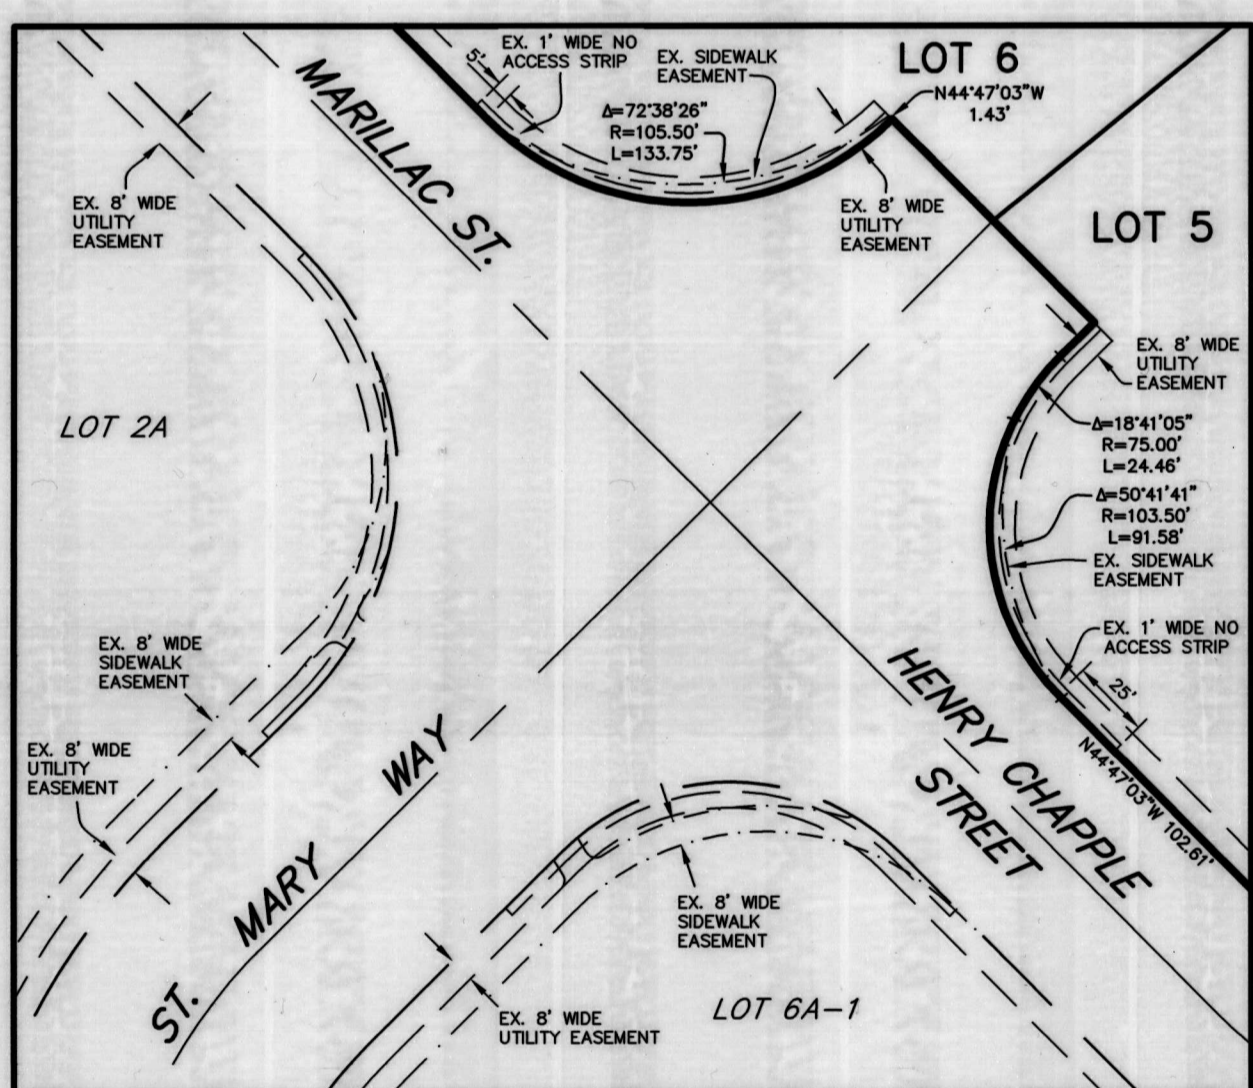 EX. 1' WIDE NO
ACCESS STRIP
5'
EX. SIDEWALK
EASEMENT
LOT 6
N44°47'03"W
1.43'
MARILLAC ST.
Δ=72°38'26"
R=105.50'
L=133.75'
EX. 8' WIDE
UTILITY
EASEMENT
EX. 8' WIDE
UTILITY
EASEMENT
LOT 5
EX. 8' WIDE
UTILITY
EASEMENT
LOT 2A
Δ=18°41'05"
R=75.00'
L=24.46'
Δ=50°41'41"
R=103.50'
L=91.58'
EX. SIDEWALK
EASEMENT
EX. 1' WIDE NO
ACCESS STRIP
25'
EX. 8' WIDE
SIDEWALK
EASEMENT
HENRY CHAPPLE
STREET
N44°47'03"W 102.61'
EX. 8' WIDE
UTILITY
EASEMENT
ST. MARY WAY
EX. 8' WIDE
SIDEWALK
EASEMENT
LOT 6A-1
EX. 8' WIDE
UTILITY EASEMENT